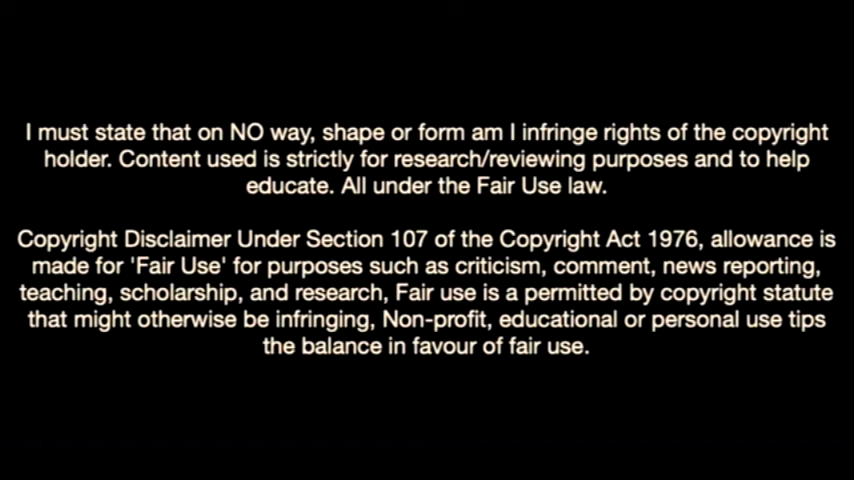 I must state that on NO way, shape or form am I infringe rights of the copyright
holder. Content used is strictly for research/reviewing purposes and to help
educate. All under the Fair Use law.
Copyright Disclaimer Under Section 107 of the Copyright Act 1976, allowance is
made for 'Fair Use' for purposes such as criticism, comment, news reporting,
teaching, scholarship, and research, Fair use is a permitted by copyright statute
that might otherwise be infringing, Non-profit, educational or personal use tips
the balance in favour of fair use.